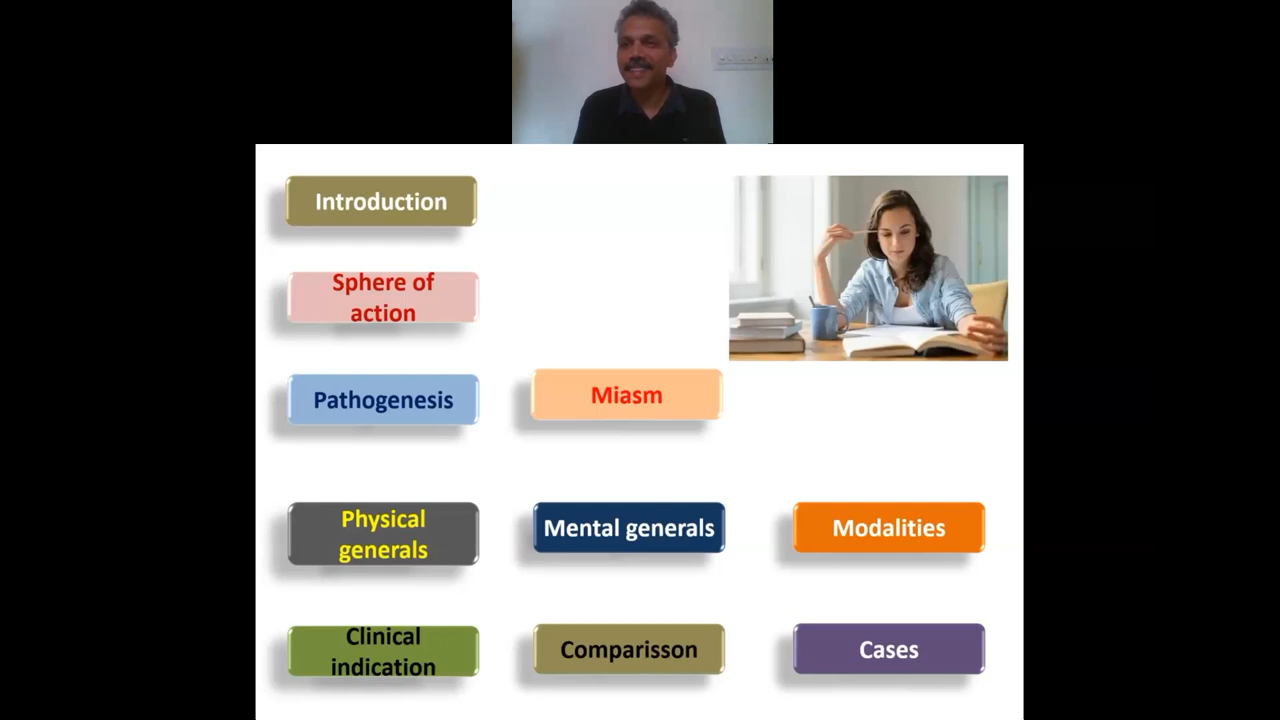 Introduction
Sphere of
action
Pathogenesis
Miasm
Physical
generals
Mental generals
Modalities
Clinical
indication
Comparisson
Cases